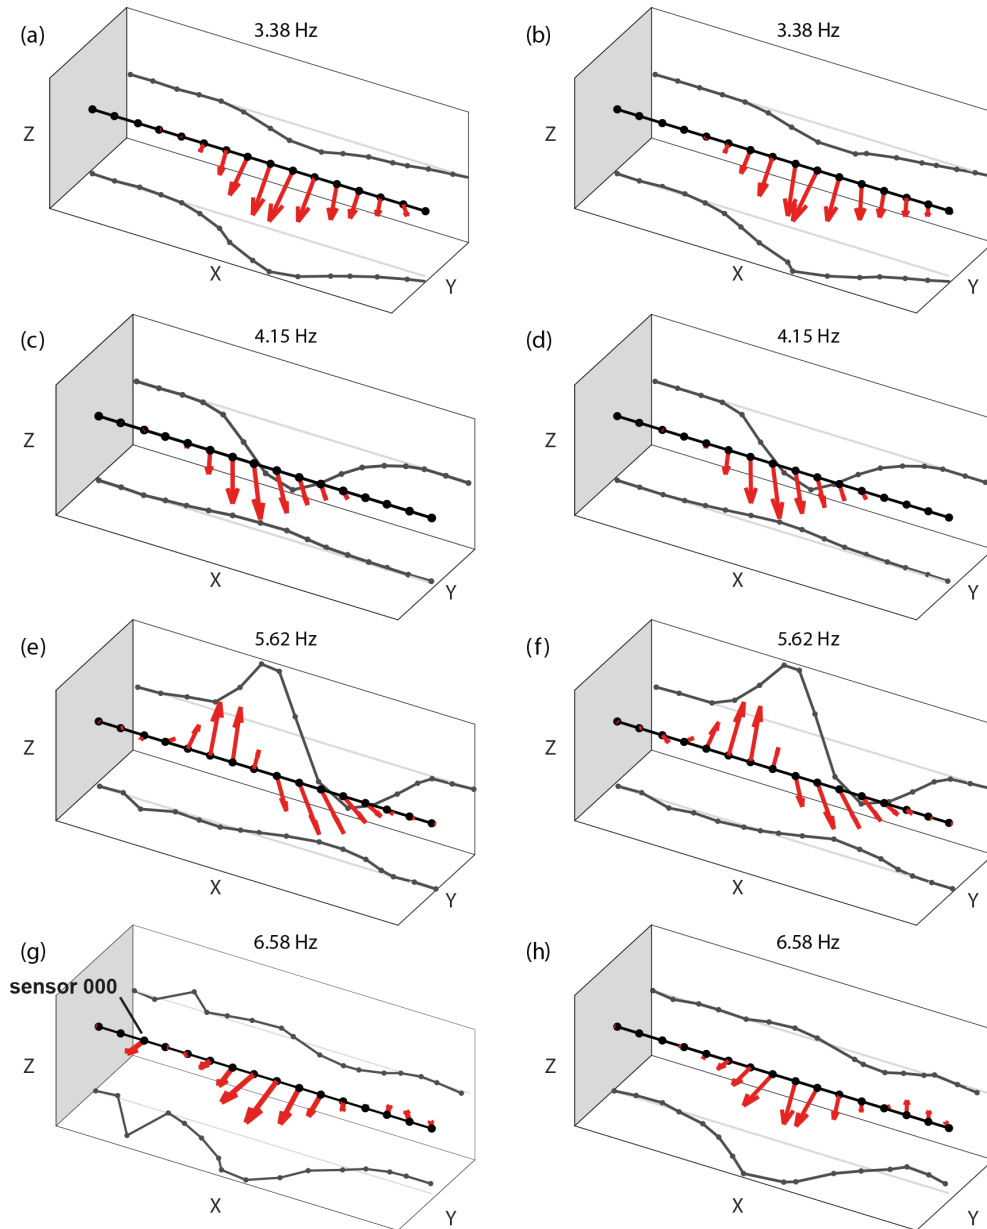 (a) 3.38 Hz
Z
X
Y
(b) 3.38 Hz
Z
X
Y
(c) 4.15 Hz
Z
X
Y
(d) 4.15 Hz
Z
X
Y
(e) 5.62 Hz
Z
X
Y
(f) 5.62 Hz
Z
X
Y
(g) 6.58 Hz
sensor 000
Z
X
Y
(h) 6.58 Hz
Z
X
Y